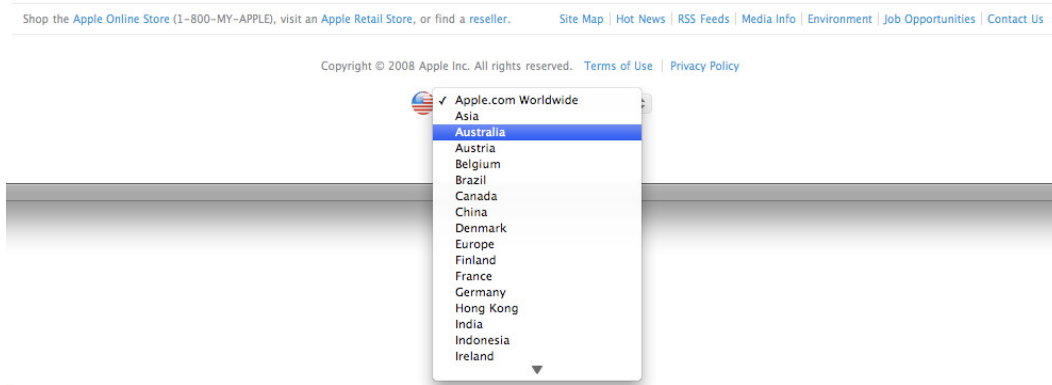 Shop the Apple Online Store (1-800-MY-APPLE), visit an Apple Retail Store, or find a reseller. Site Map | Hot News | RSS Feeds | Media Info | Environment | Job Opportunities | Contact Us
Copyright © 2008 Apple Inc. All rights reserved. Terms of Use | Privacy Policy
✓ Apple.com Worldwide
Asia
Australia
Austria
Belgium
Brazil
Canada
China
Denmark
Europe
Finland
France
Germany
Hong Kong
India
Indonesia
Ireland